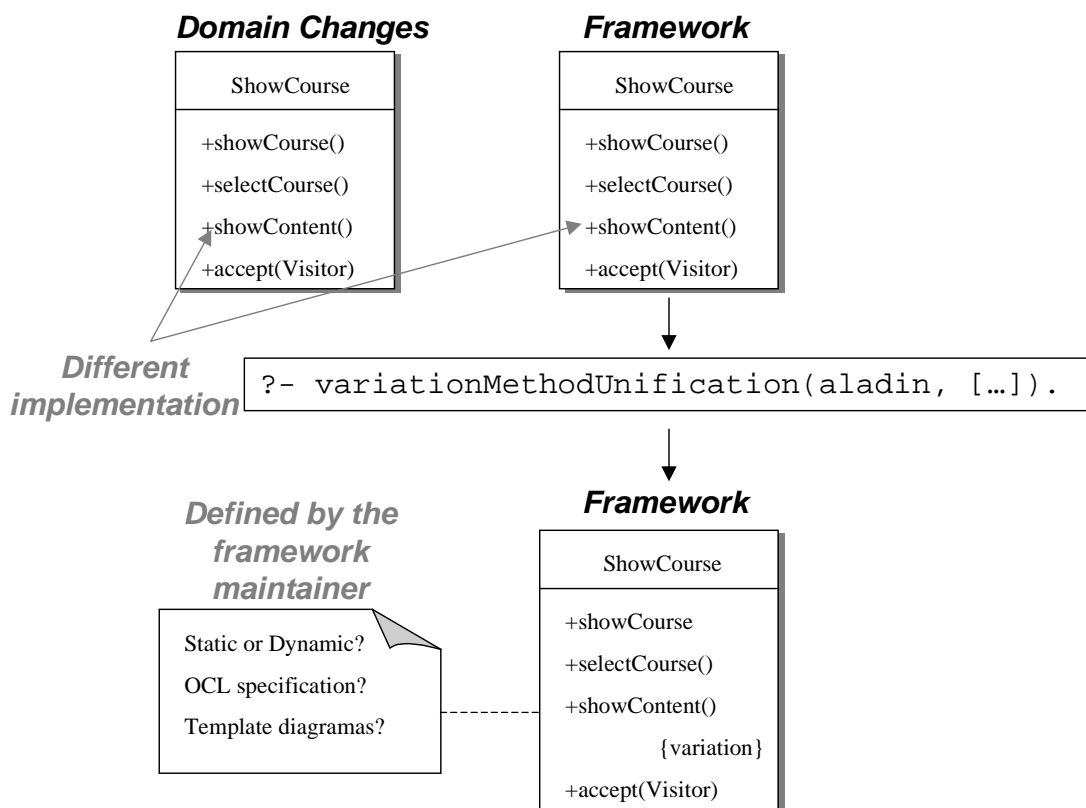 Domain Changes
ShowCourse
+showCourse()
+selectCourse()
+showContent()
+accept(Visitor)
Framework
ShowCourse
+showCourse()
+selectCourse()
+showContent()
+accept(Visitor)
Different
implementation
?- variationMethodUnification(aladin, […]).
Defined by the
framework
maintainer
Static or Dynamic?
OCL specification?
Template diagramas?
Framework
ShowCourse
+showCourse
+selectCourse()
+showContent()
{variation}
+accept(Visitor)